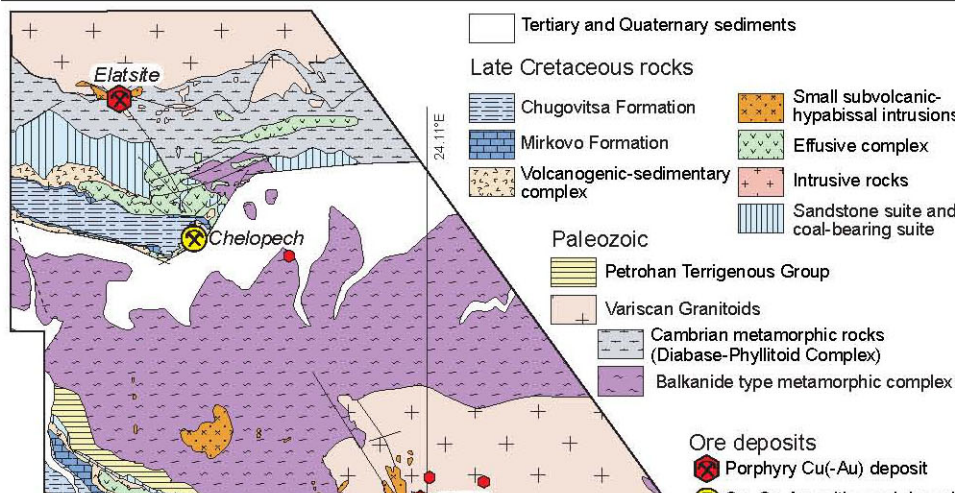 Elatsite
Chelopech
24.11°E
Tertiary and Quaternary sediments
Late Cretaceous rocks
Chugovitsa Formation
Mirkovo Formation
Volcanogenic-sedimentary
complex
Small subvolcanic-
hypabissal intrusions
Effusive complex
Intrusive rocks
Sandstone suite and
coal-bearing suite
Paleozoic
Petrohan Terrigenous Group
Variscan Granitoids
Cambrian metamorphic rocks
(Diabase-Phyllitoid Complex)
Balkanide type metamorphic complex
Ore deposits
Porphyry Cu(-Au) deposit